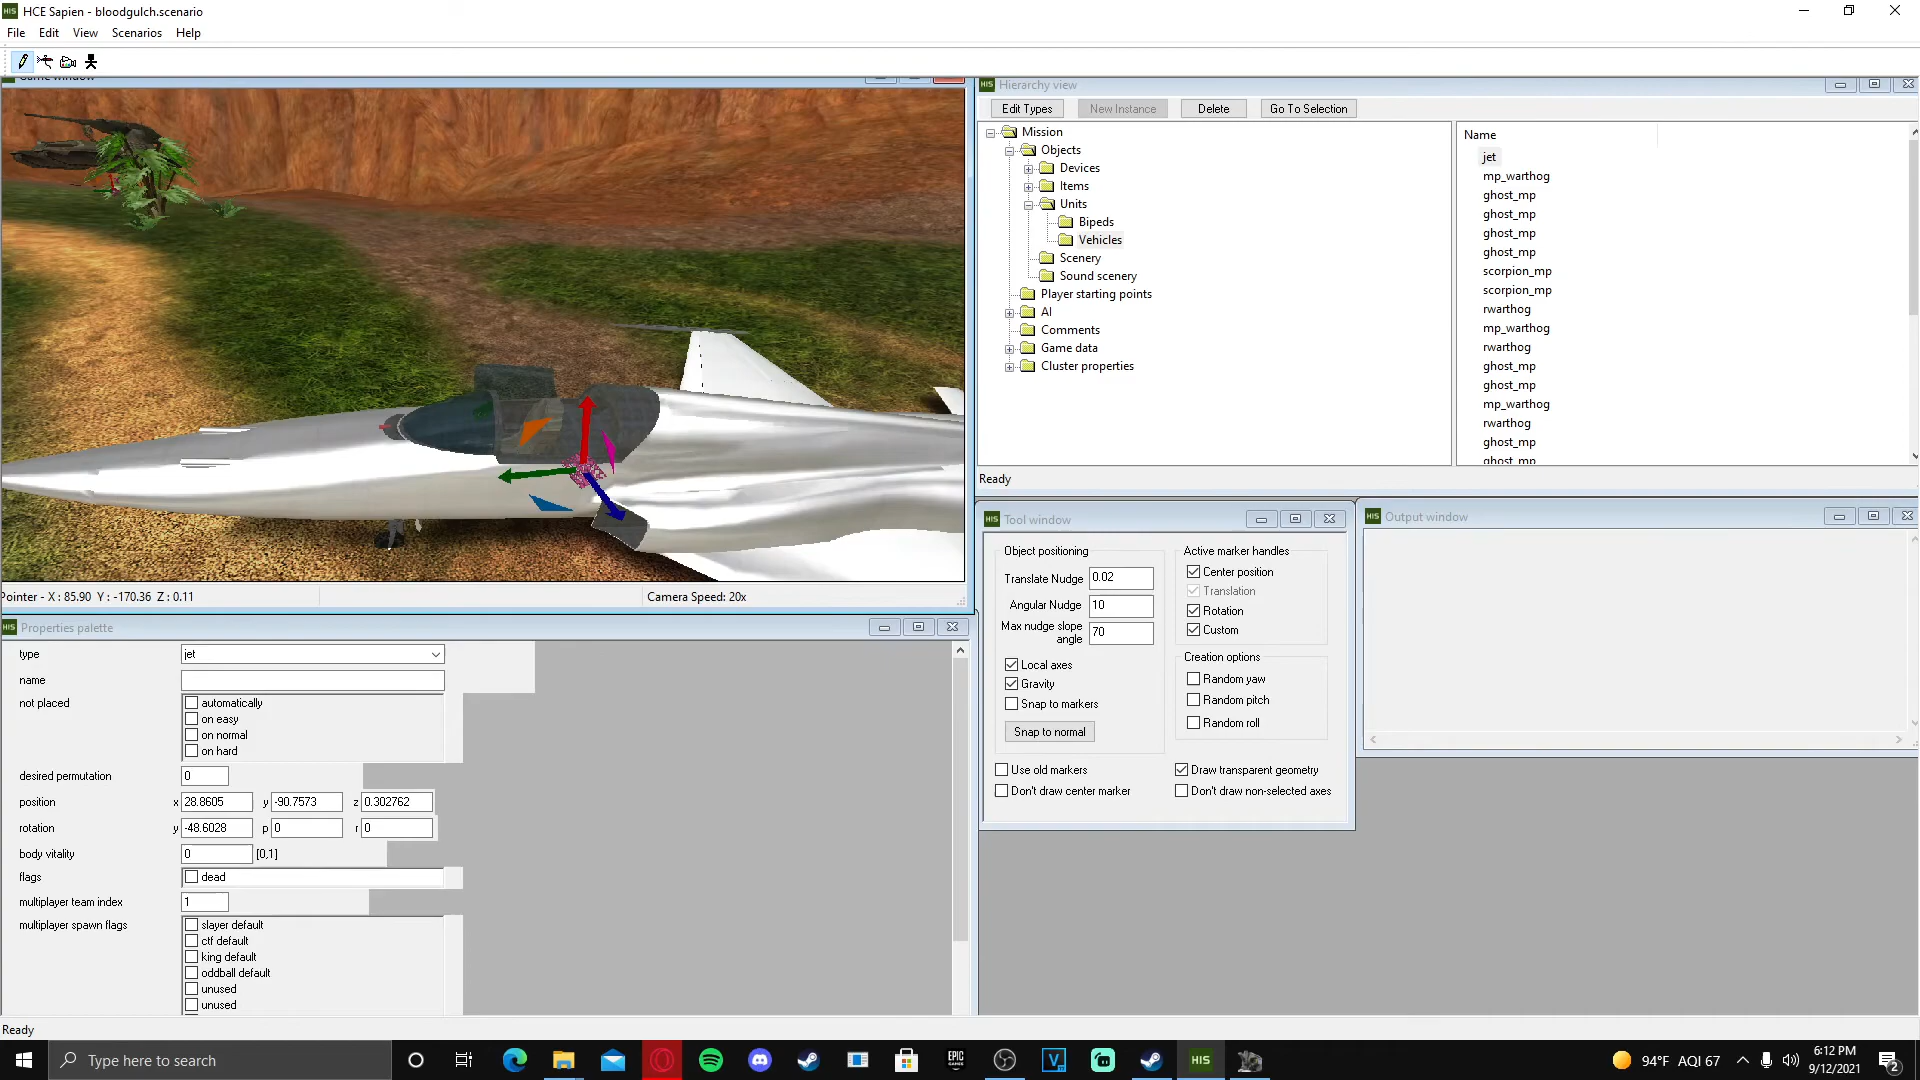 HIS HCE Sapien - bloodgulch.scenario
File Edit View Scenarios Help
HIS Hierarchy view
Edit Types New Instance Delete Go To Selection
Mission
Objects
Devices
Items
Units
Bipeds
Vehicles
Scenery
Sound scenery
Player starting points
AI
Comments
Game data
Cluster properties
Name
jet
mp_warthog
ghost_mp
ghost_mp
ghost_mp
ghost_mp
scorpion_mp
scorpion_mp
rwarthog
mp_warthog
rwarthog
ghost_mp
ghost_mp
mp_warthog
rwarthog
ghost_mp
ghost_mp
Ready
Pointer - X : 85.90 Y : -170.36 Z : 0.11
Camera Speed: 20x
HIS Tool window
Object positioning
Translate Nudge 0.02
Angular Nudge 10
Max nudge slope
angle 70
Local axes
Gravity
Snap to markers
Snap to normal
Active marker handles
Center position
Translation
Rotation
Custom
Creation options
Random yaw
Random pitch
Random roll
Use old markers
Draw transparent geometry
Don't draw center marker
Don't draw non-selected axes
HIS Output window
HIS Properties palette
type jet
name
not placed automatically
on easy
on normal
on hard
desired permutation 0
position x 28.8605 y -90.7573 z 0.302762
rotation y -48.6028 p 0 r 0
body vitality 0 [0,1]
flags dead
multiplayer team index 1
multiplayer spawn flags slayer default
ctf default
king default
oddball default
unused
unused
Ready
Type here to search
EPIC
GAMES
HIS
94°F AQI 67
6:12 PM
9/12/2021
2